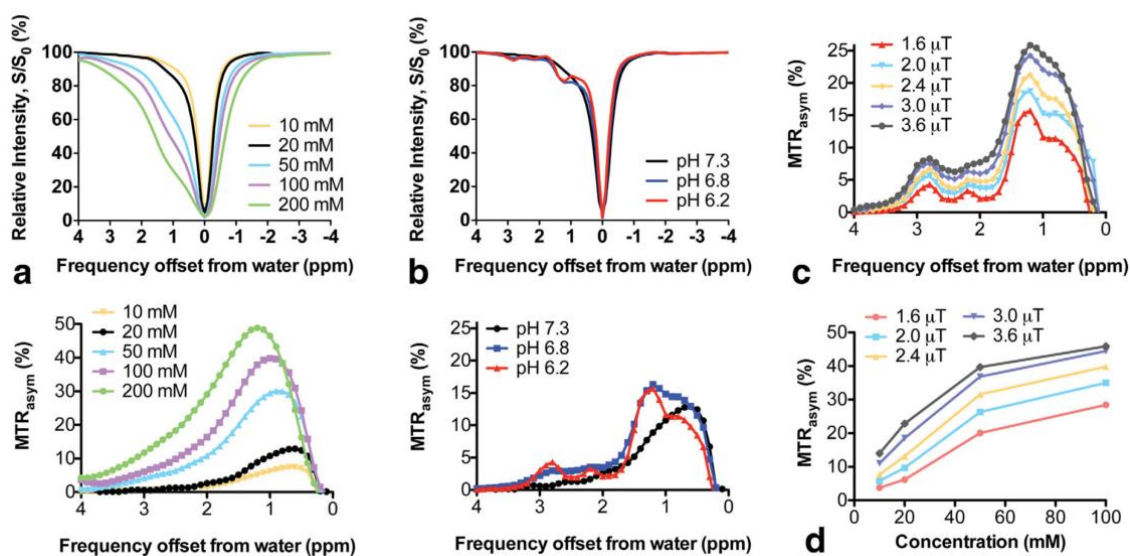 Relative Intensity, S/S0 (%)
100
80
60
40
20
0
10 mM
20 mM
50 mM
100 mM
200 mM
4 3 2 1 0 -1 -2 -3 -4
a
Frequency offset from water (ppm)
Relative Intensity, S/S0 (%)
100
80
60
40
20
0
pH 7.3
pH 6.8
pH 6.2
4 3 2 1 0 -1 -2 -3 -4
b
Frequency offset from water (ppm)
MTRasym (%)
25
20
15
10
5
0
1.6 μT
2.0 μT
2.4 μT
3.0 μT
3.6 μT
4 3 2 1 0
c
Frequency offset from water (ppm)
MTRasym (%)
50
40
30
20
10
0
10 mM
20 mM
50 mM
100 mM
200 mM
4 3 2 1 0
Frequency offset from water (ppm)
MTRasym (%)
25
20
15
10
5
0
pH 7.3
pH 6.8
pH 6.2
4 3 2 1 0
Frequency offset from water (ppm)
MTRasym (%)
50
40
30
20
10
0
1.6 μT
2.0 μT
2.4 μT
3.0 μT
3.6 μT
0 20 40 60 80 100
d
Concentration (mM)